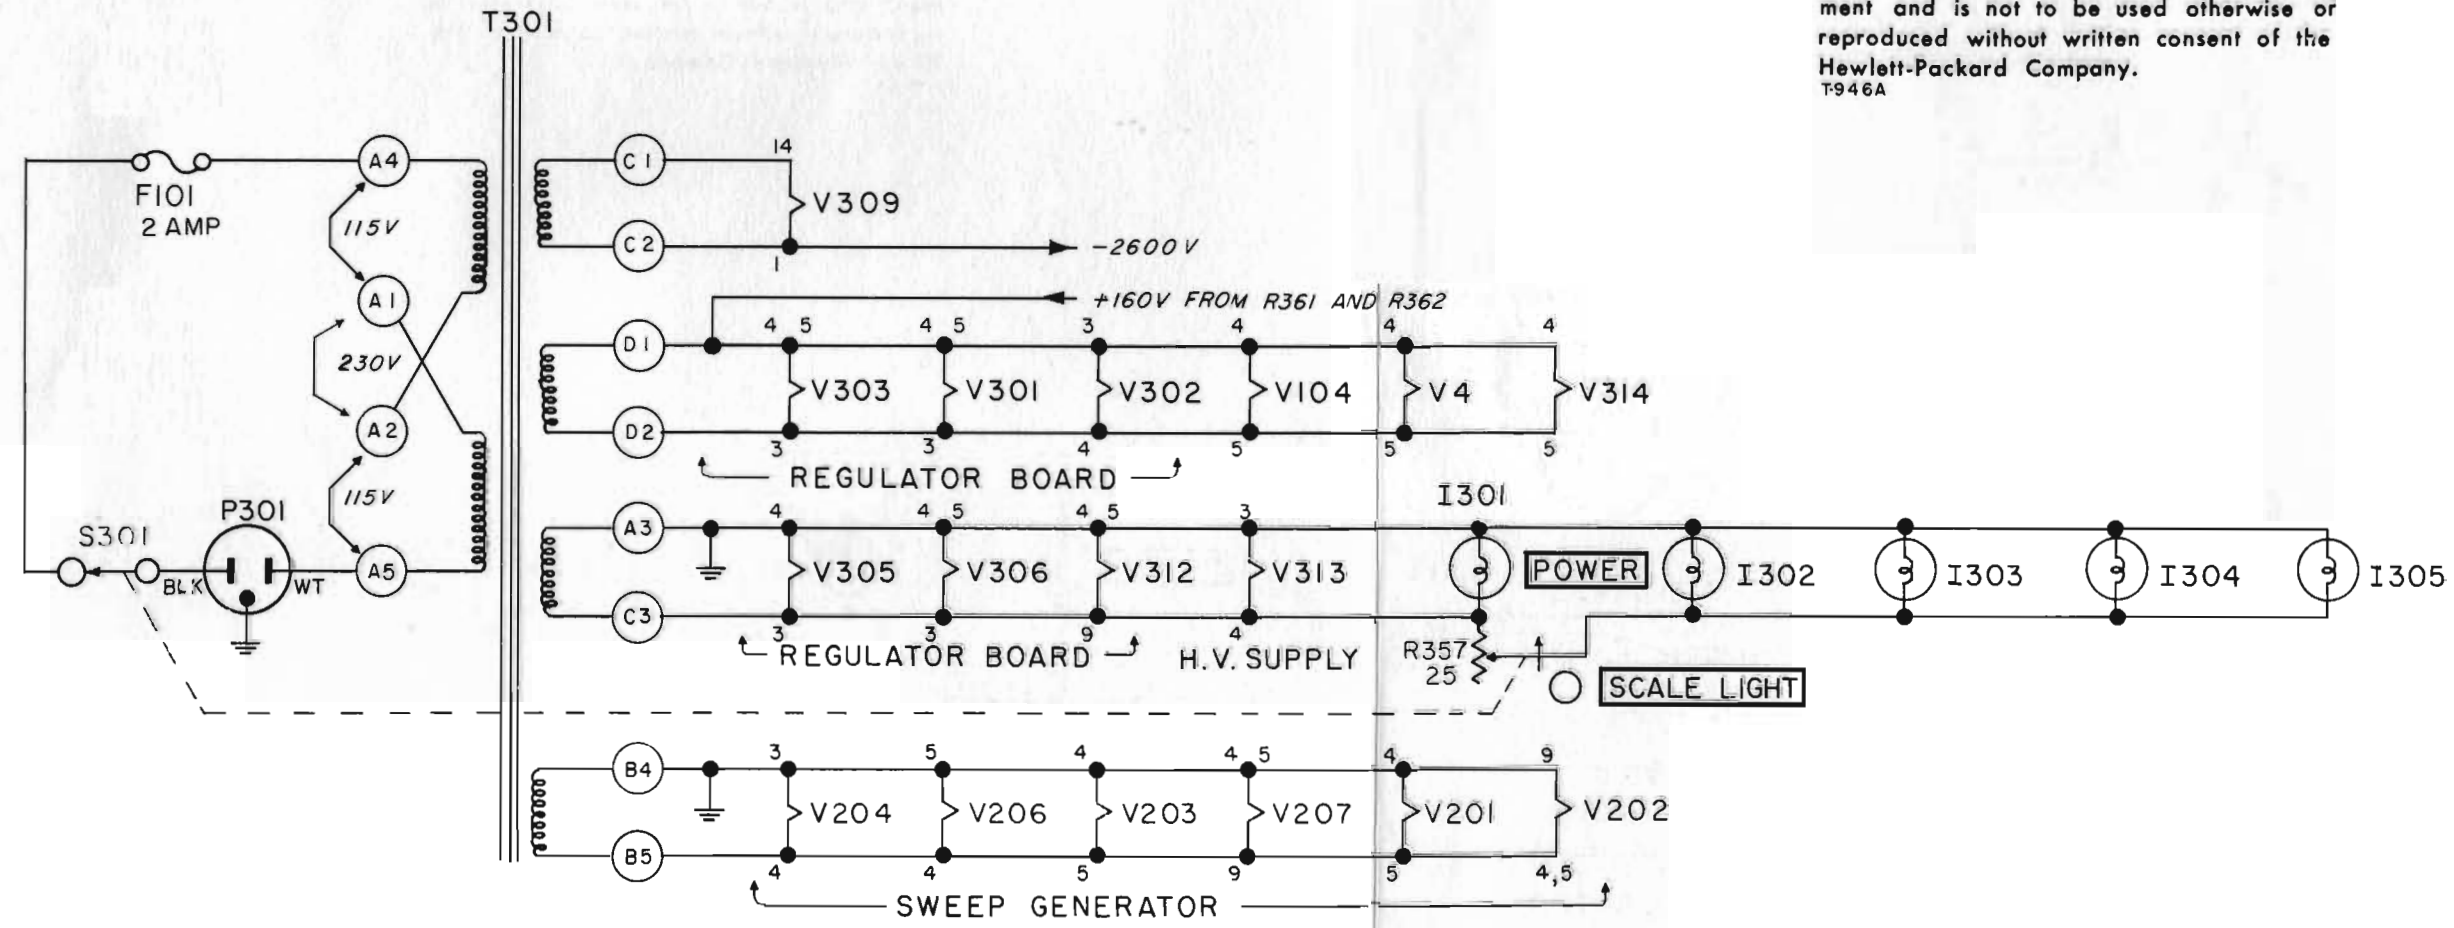 T301
ment and is not to be used otherwise or
reproduced without written consent of the
Hewlett-Packard Company.
T-946A
F101
2 AMP
A4
115V
A1
230V
A2
115V
A5
S301
P301
BLK
WT
C1
14
V309
C2
1
-2600V
+160V FROM R361 AND R362
D1
4 5
4 5
3
4
4
4
V303
V301
V302
V104
V4
V314
D2
3
3
4
5
5
5
REGULATOR BOARD
I301
A3
4
4 5
4 5
3
V305
V306
V312
V313
POWER
I302
I303
I304
I305
C3
3
3
9
4
REGULATOR BOARD
H.V. SUPPLY
R357
25
SCALE LIGHT
B4
3
5
4
4 5
4
9
V204
V206
V203
V207
V201
V202
B5
4
4
5
9
5
4,5
SWEEP GENERATOR